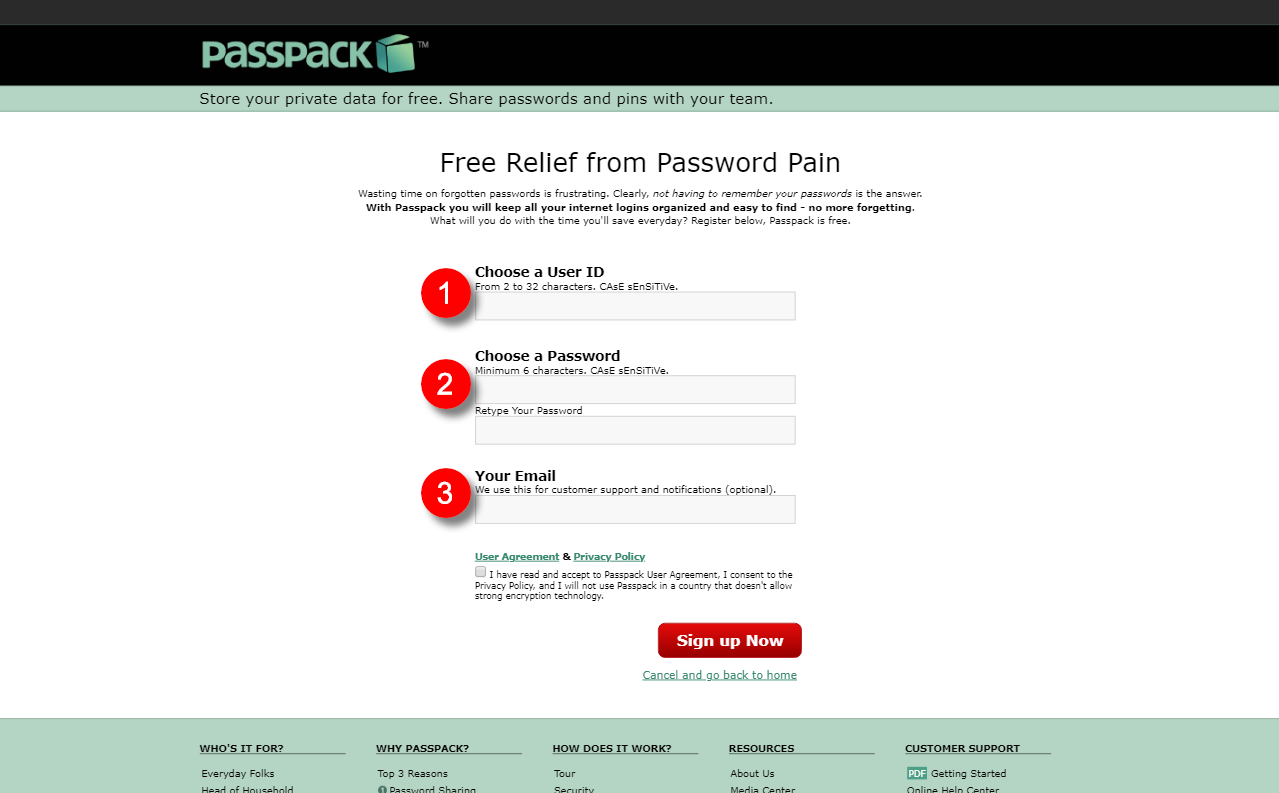 PASSPACK TM
Store your private data for free. Share passwords and pins with your team.
Free Relief from Password Pain
Wasting time on forgotten passwords is frustrating. Clearly, not having to remember your passwords is the answer.
With Passpack you will keep all your internet logins organized and easy to find - no more forgetting.
What will you do with the time you'll save everyday? Register below, Passpack is free.
1
Choose a User ID
From 2 to 32 characters. CAsE sEnSiTiVe.
2
Choose a Password
Minimum 6 characters. CAsE sEnSiTiVe.
Retype Your Password
3
Your Email
We use this for customer support and notifications (optional).
User Agreement & Privacy Policy
I have read and accept to Passpack User Agreement, I consent to the
Privacy Policy, and I will not use Passpack in a country that doesn't allow
strong encryption technology.
Sign up Now
Cancel and go back to home
WHO'S IT FOR? WHY PASSPACK? HOW DOES IT WORK? RESOURCES CUSTOMER SUPPORT
Everyday Folks Top 3 Reasons Tour About Us PDF Getting Started
Head of Household 1 Password Sharing Security Media Center Online Help Center